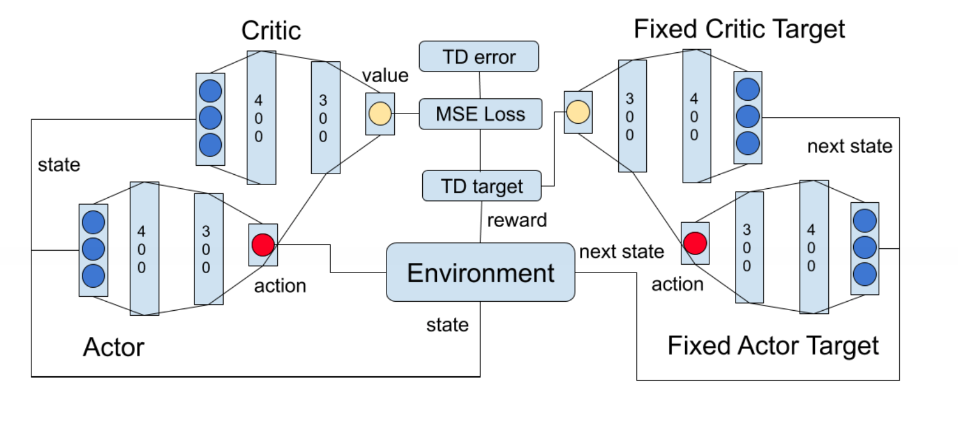 Critic
Fixed Critic Target
TD error
value
400
300
MSE Loss
300
400
state
next state
TD target
reward
400
300
action
Environment
next state
action
300
400
state
Actor
Fixed Actor Target